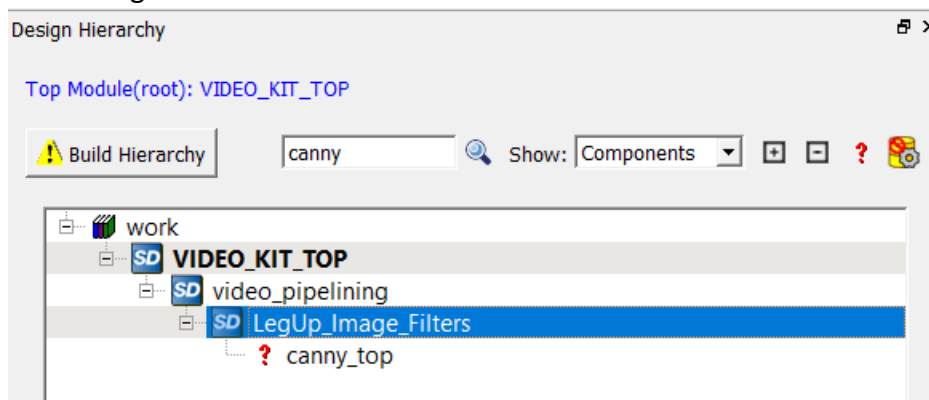 Design Hierarchy
Top Module(root): VIDEO_KIT_TOP
Build Hierarchy canny Show: Components ?
work
SD VIDEO_KIT_TOP
SD video_pipelining
SD LegUp_Image_Filters
? canny_top